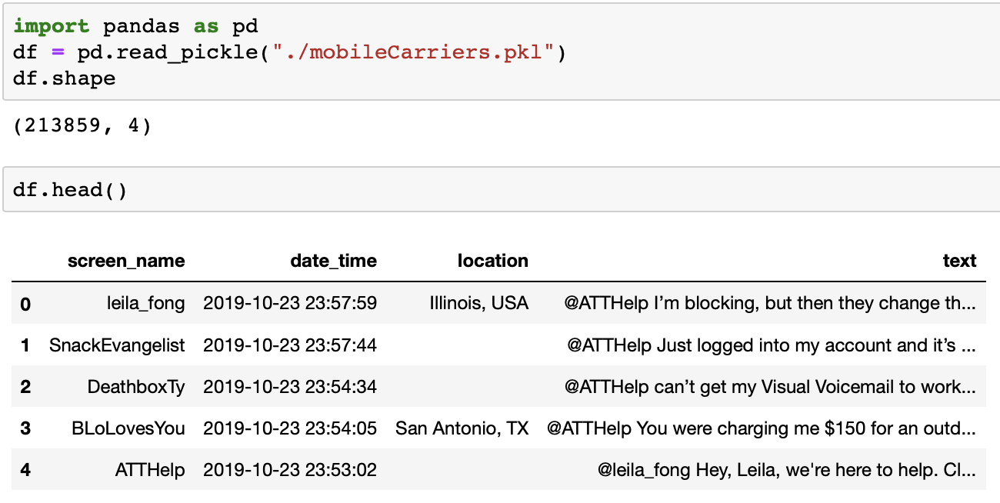 import pandas as pd
df = pd.read_pickle("./mobileCarriers.pkl")
df.shape
(213859, 4)
df.head()
screen_name date_time location text
0 leila_fong 2019-10-23 23:57:59 Illinois, USA @ATTHelp I’m blocking, but then they change th...
1 SnackEvangelist 2019-10-23 23:57:44 @ATTHelp Just logged into my account and it’s ...
2 DeathboxTy 2019-10-23 23:54:34 @ATTHelp can’t get my Visual Voicemail to work...
3 BLoLovesYou 2019-10-23 23:54:05 San Antonio, TX @ATTHelp You were charging me $150 for an outd...
4 ATTHelp 2019-10-23 23:53:02 @leila_fong Hey, Leila, we're here to help. Cl...